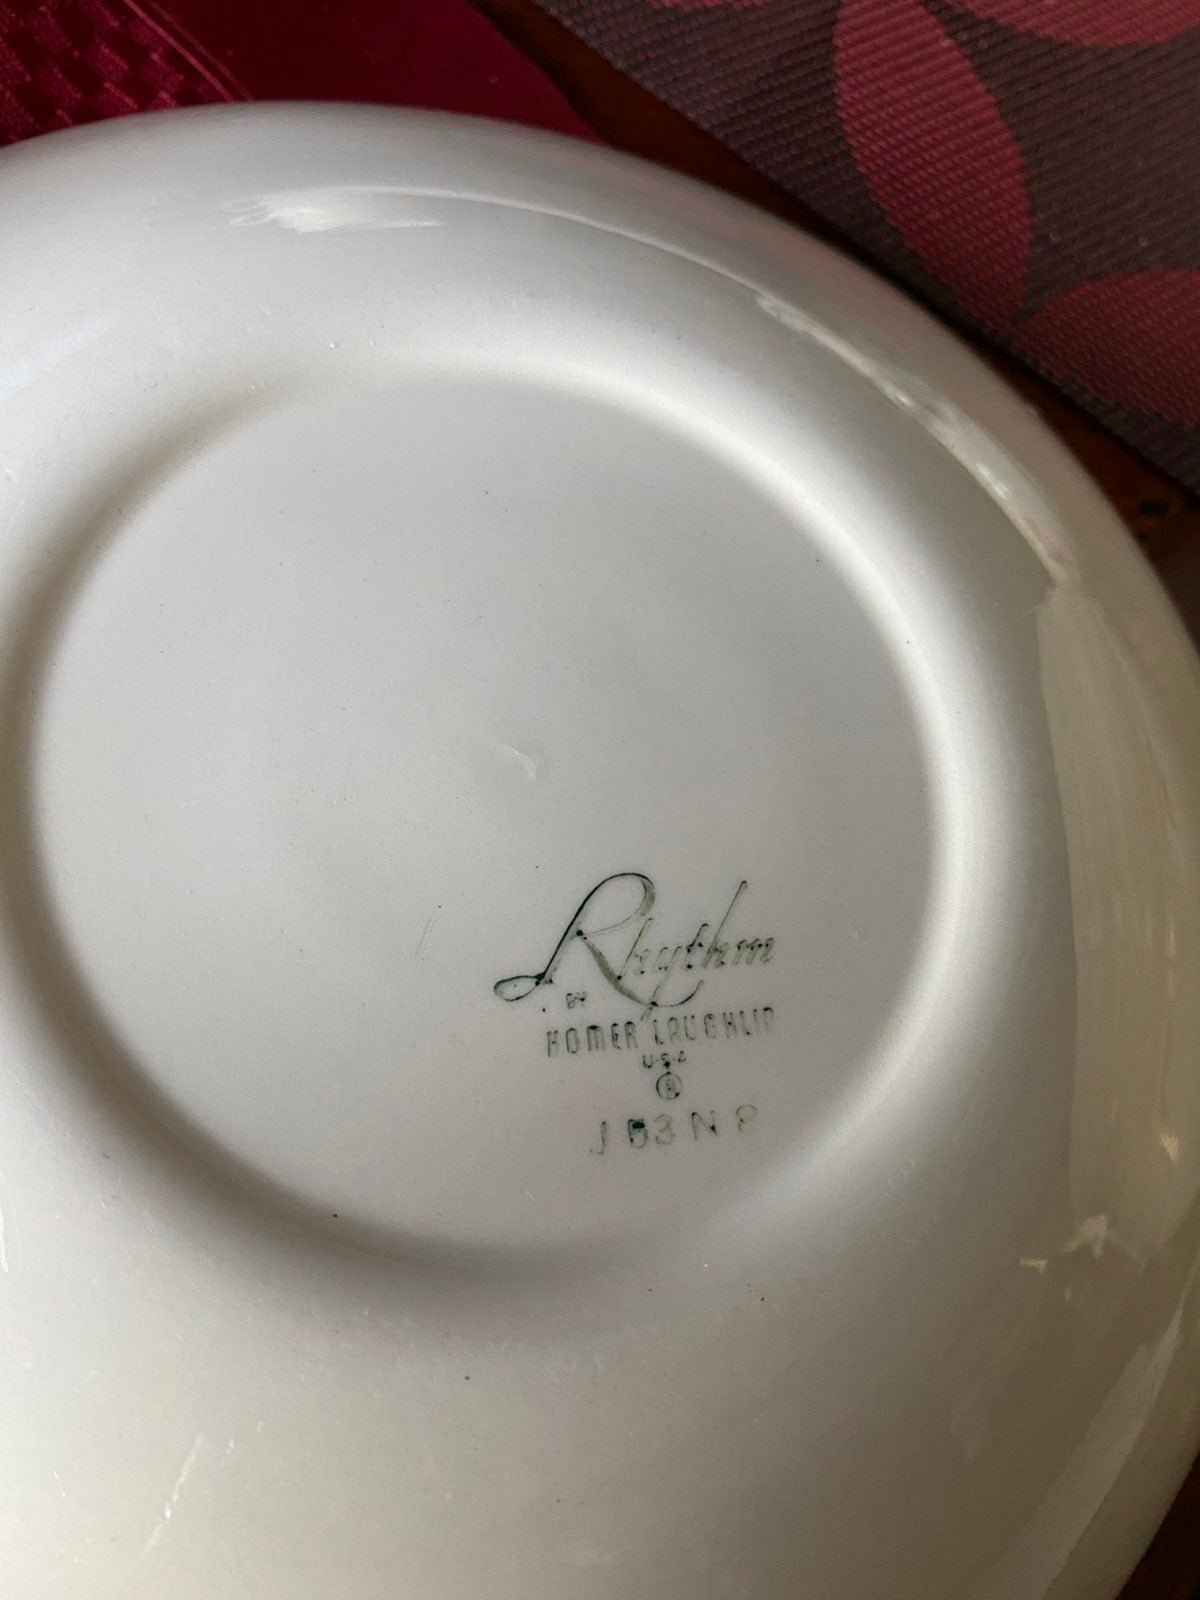 Rhythm
BY
HOMER LAUGHLIN
U·S·A
®
J 53 N 8